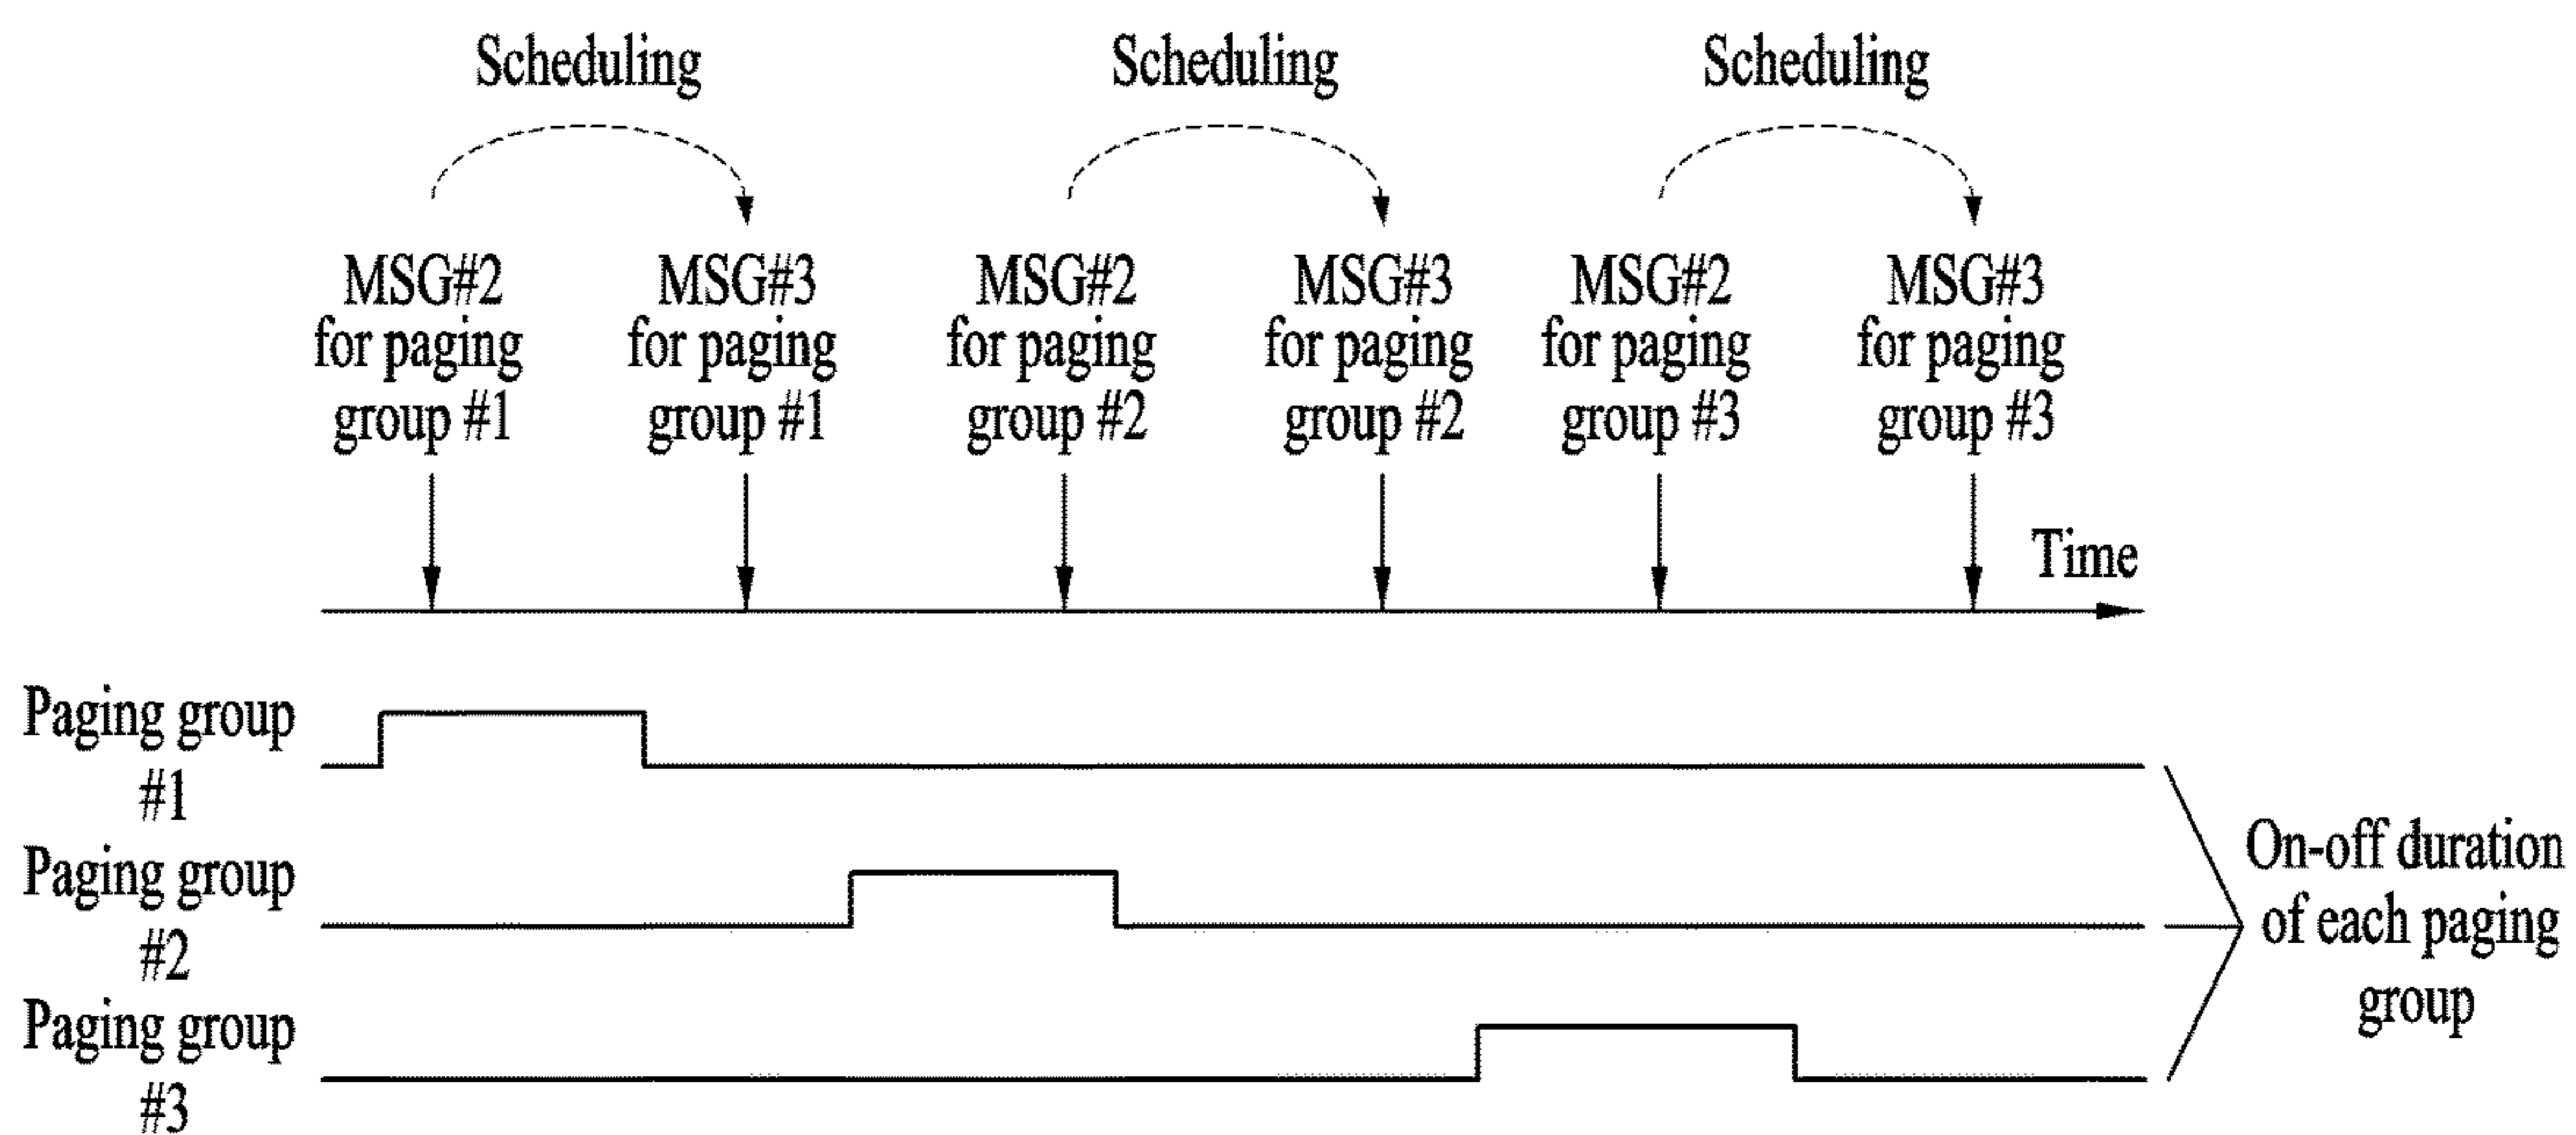 Scheduling
Scheduling
Scheduling
MSG#2
for paging
group #1
MSG#3
for paging
group #1
MSG#2
for paging
group #2
MSG#3
for paging
group #2
MSG#2
for paging
group #3
MSG#3
for paging
group #3
Time
Paging group
#1
Paging group
#2
Paging group
#3
On-off duration
of each paging
group